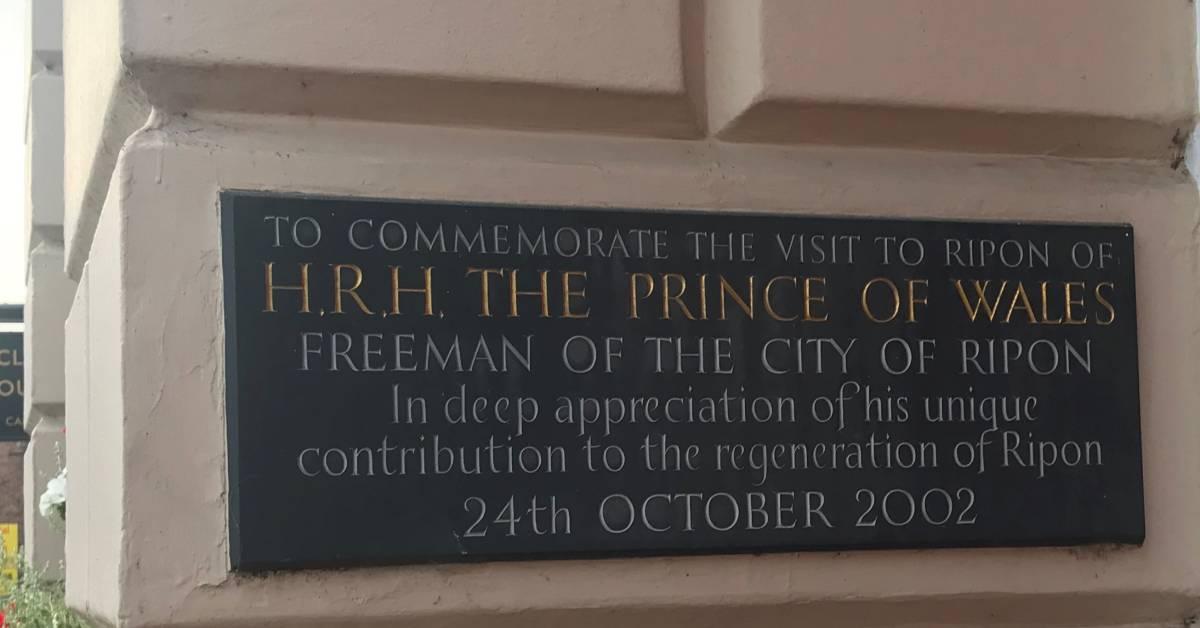 TO COMMEMORATE THE VISIT TO RIPON OF
H.R.H. THE PRINCE OF WALES
FREEMAN OF THE CITY OF RIPON
In deep appreciation of his unique
contribution to the regeneration of Ripon
24th OCTOBER 2002